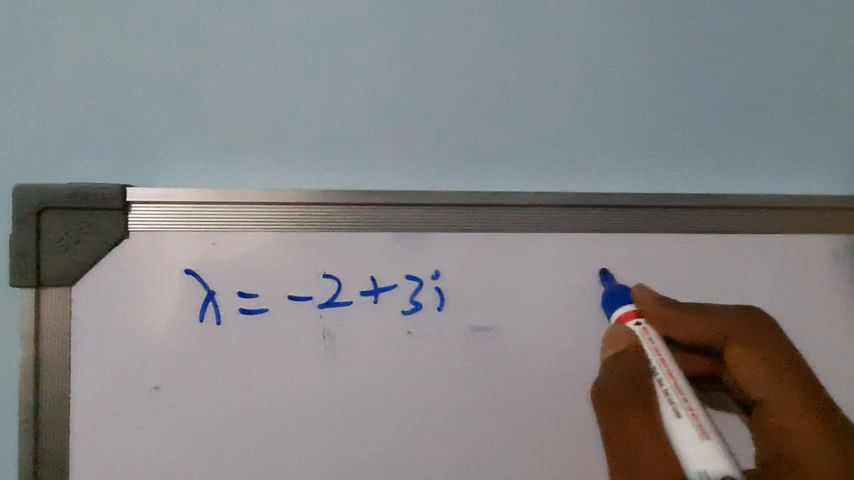 λ = -2 + 3i